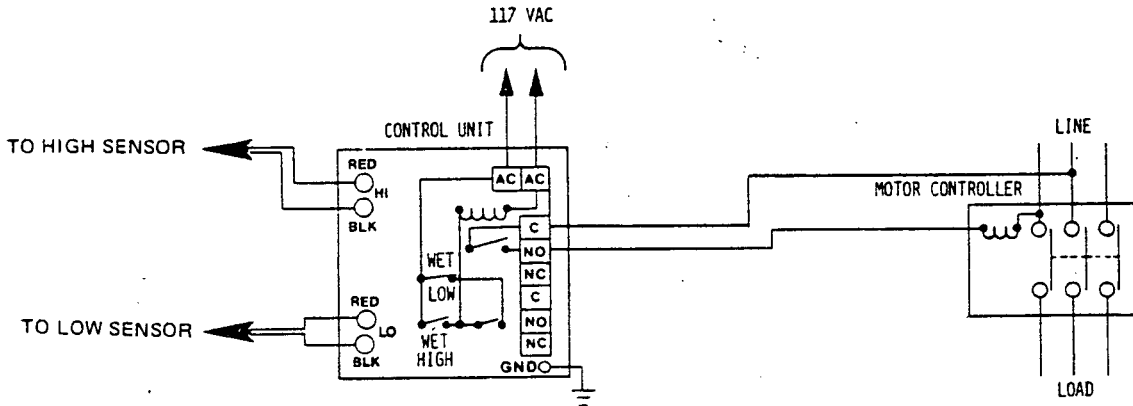 117 VAC
CONTROL UNIT
TO HIGH SENSOR
RED
HI
BLK
AC AC
C
NO
NC
C
NO
NC
GND
WET
LOW
WET
HIGH
TO LOW SENSOR
RED
LO
BLK
LINE
MOTOR CONTROLLER
LOAD